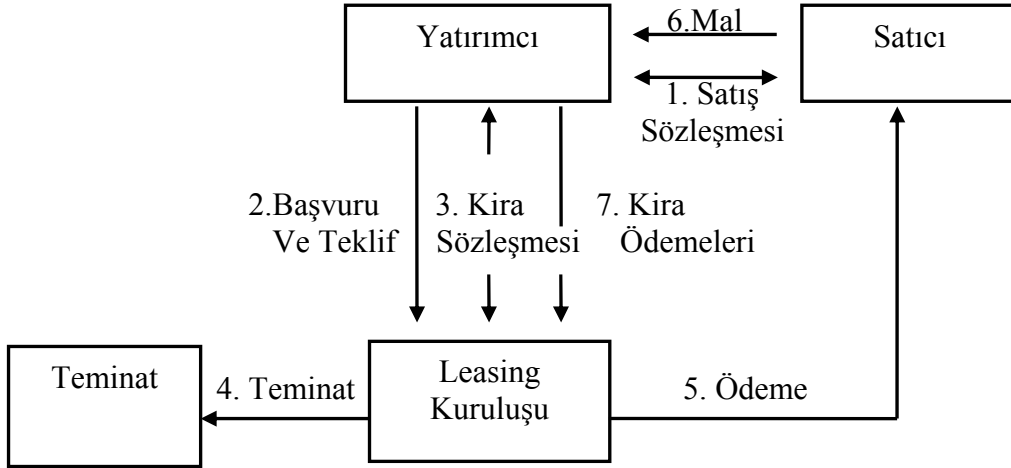 Yatırımcı
6.Mal
Satıcı
1. Satış
Sözleşmesi
2.Başvuru
Ve Teklif
3. Kira
Sözleşmesi
7. Kira
Ödemeleri
Teminat
4. Teminat
Leasing
Kuruluşu
5. Ödeme